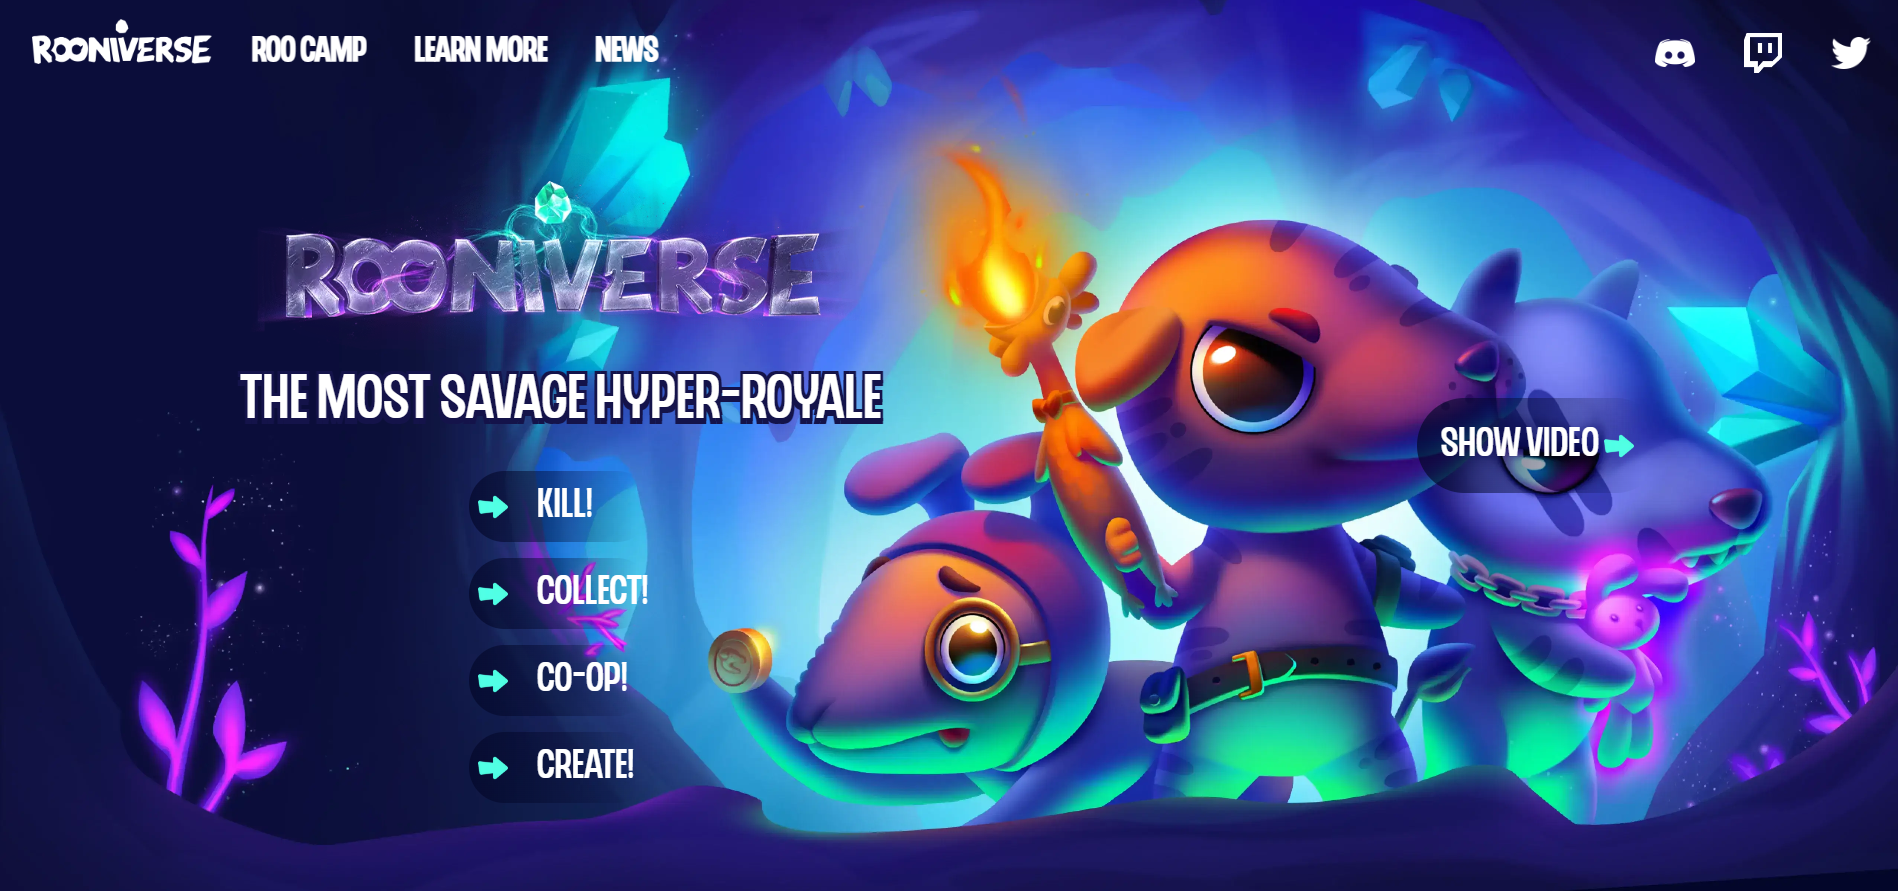 ROONIVERSE ROO CAMP LEARN MORE NEWS
ROONIVERSE
THE MOST SAVAGE HYPER-ROYALE
SHOW VIDEO
KILL!
COLLECT!
CO-OP!
CREATE!